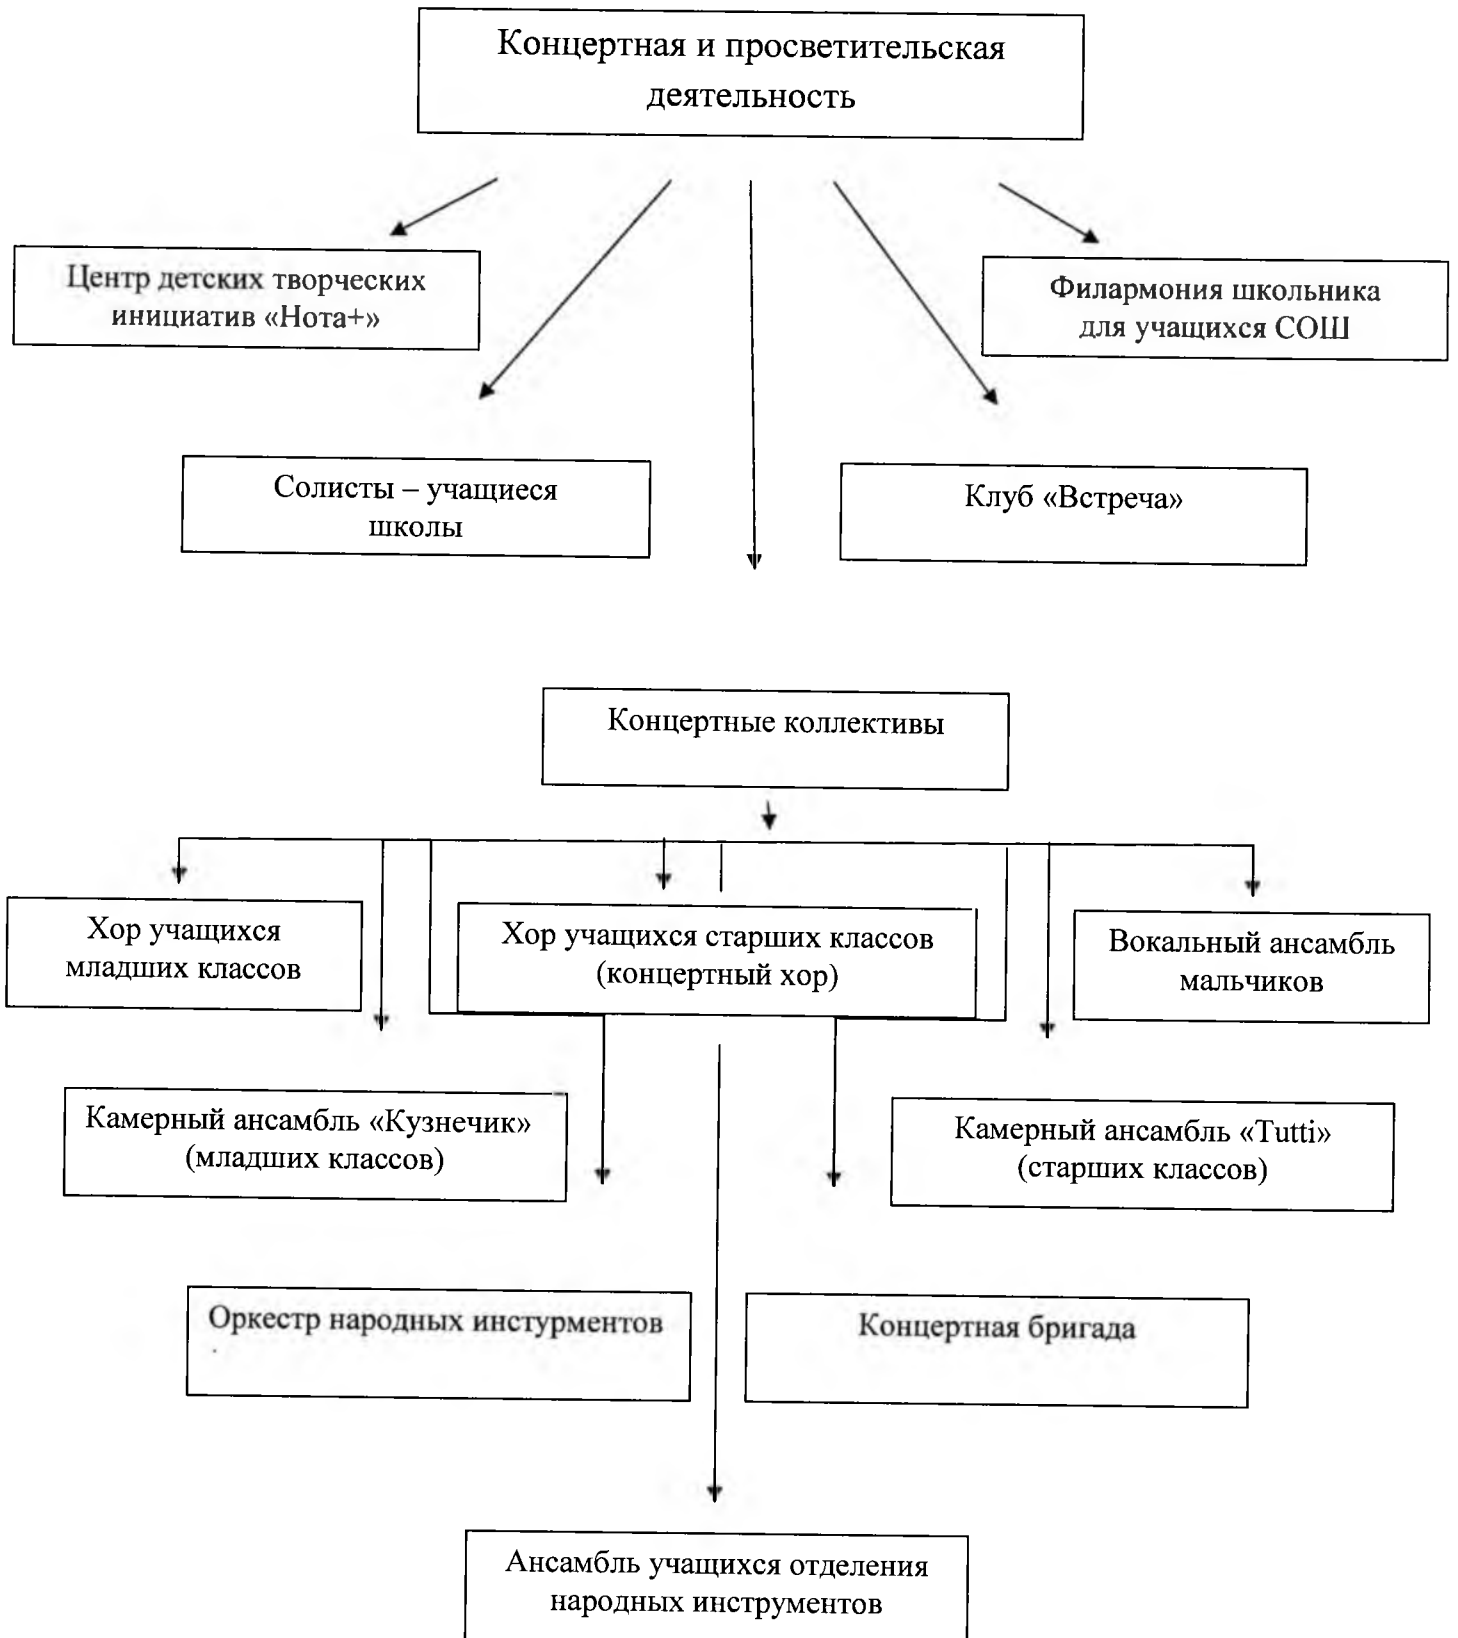 Концертная и просветительская
деятельность
Центр детских творческих
инициатив «Нота+»
Филармония школьника
для учащихся СОШ
Солисты – учащиеся
школы
Клуб «Встреча»
Концертные коллективы
Хор учащихся
младших классов
Хор учащихся старших классов
(концертный хор)
Вокальный ансамбль
мальчиков
Камерный ансамбль «Кузнечик»
(младших классов)
Камерный ансамбль «Tutti»
(старших классов)
Оркестр народных инстурментов
Концертная бригада
Ансамбль учащихся отделения
народных инструментов